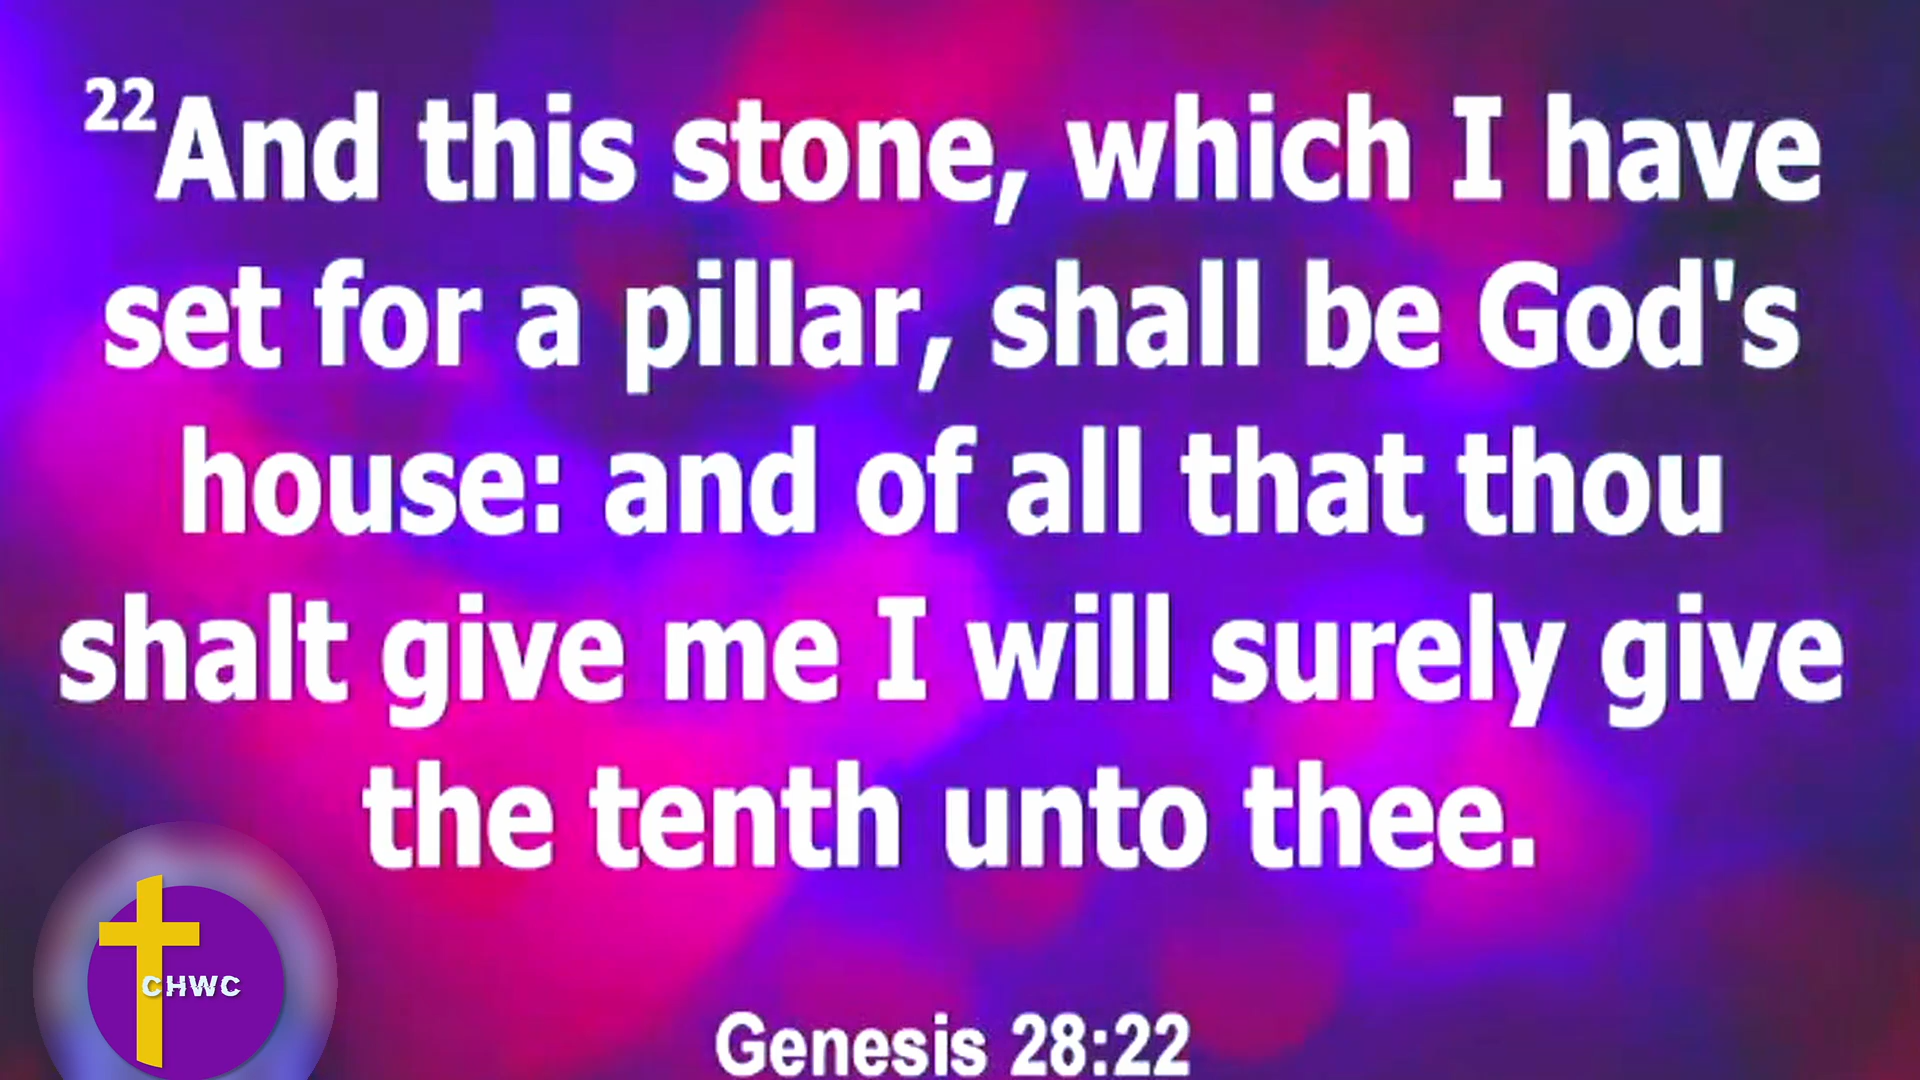 22And this stone, which I have
set for a pillar, shall be God's
house: and of all that thou
shalt give me I will surely give
the tenth unto thee.
CHWC
Genesis 28:22